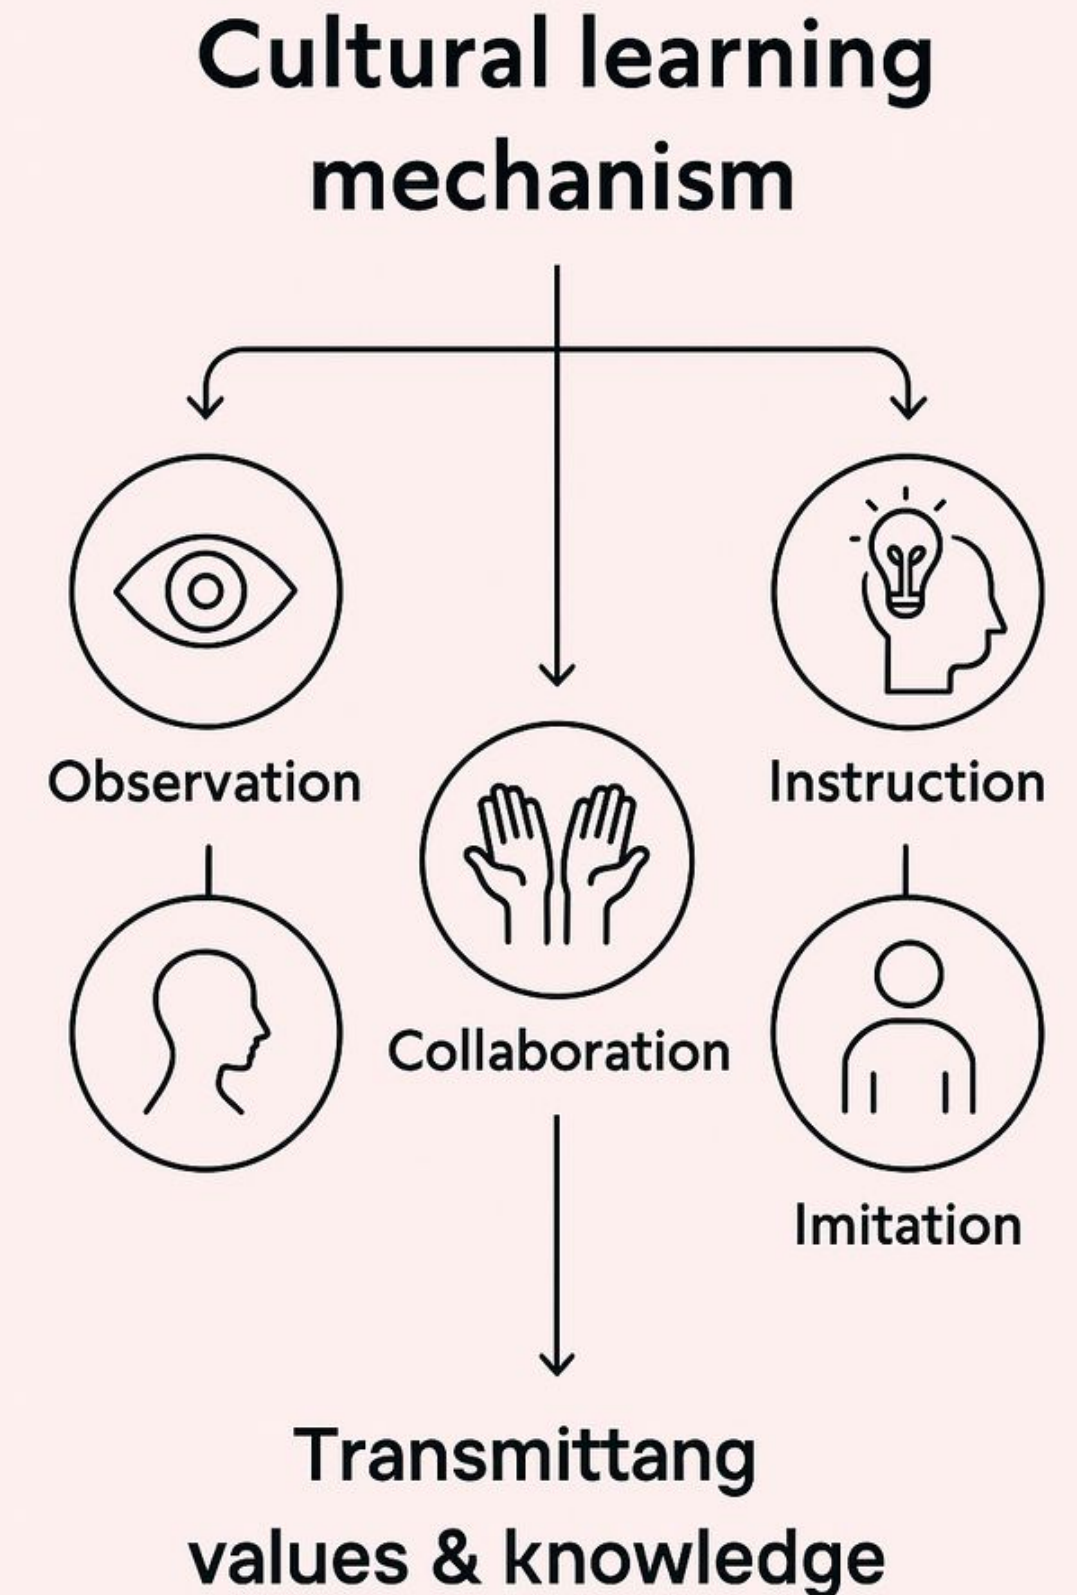 Cultural learning
mechanism
Observation
Instruction
Collaboration
Imitation
Transmittang
values & knowledge